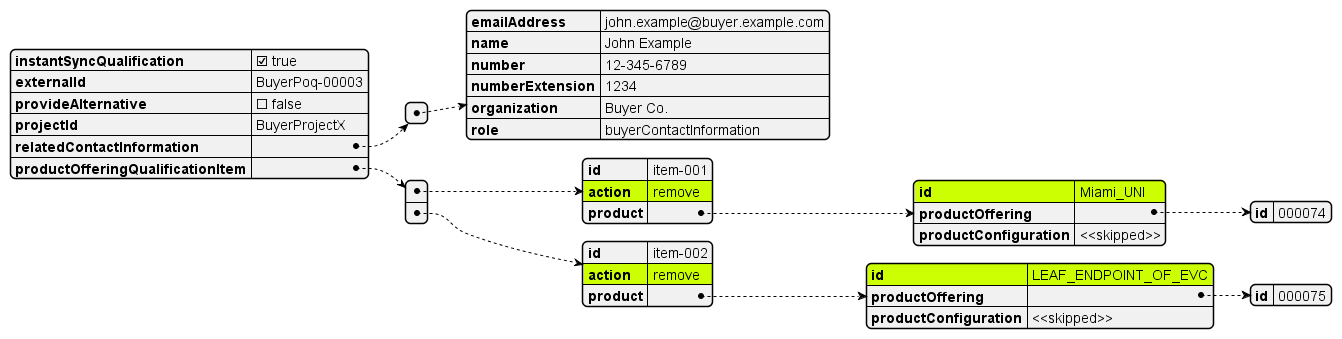 emailAddress john.example@buyer.example.com
name John Example
number 12-345-6789
numberExtension 1234
organization Buyer Co.
role buyerContactInformation
instantSyncQualification ☑ true
externalId BuyerPoq-00003
provideAlternative ☐ false
projectId BuyerProjectX
relatedContactInformation
productOfferingQualificationItem
id item-001
action remove
product
id Miami_UNI
productOffering
productConfiguration <<skipped>>
id 000074
id item-002
action remove
product
id LEAF_ENDPOINT_OF_EVC
productOffering
productConfiguration <<skipped>>
id 000075